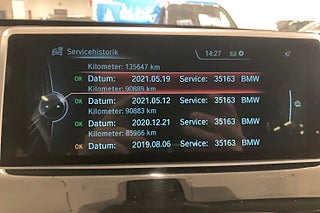 Servicehistorik 14:27
Kilometer: 135647 km
OK Datum: 2021.05.19 Service: 35163 BMW
Kilometer: 90889 km
OK Datum: 2021.05.12 Service: 35163 BMW
Kilometer: 90883 km
OK Datum: 2020.12.21 Service: 35163 BMW
Kilometer: 85966 km
OK Datum: 2019.08.06 Service: 35163 BMW